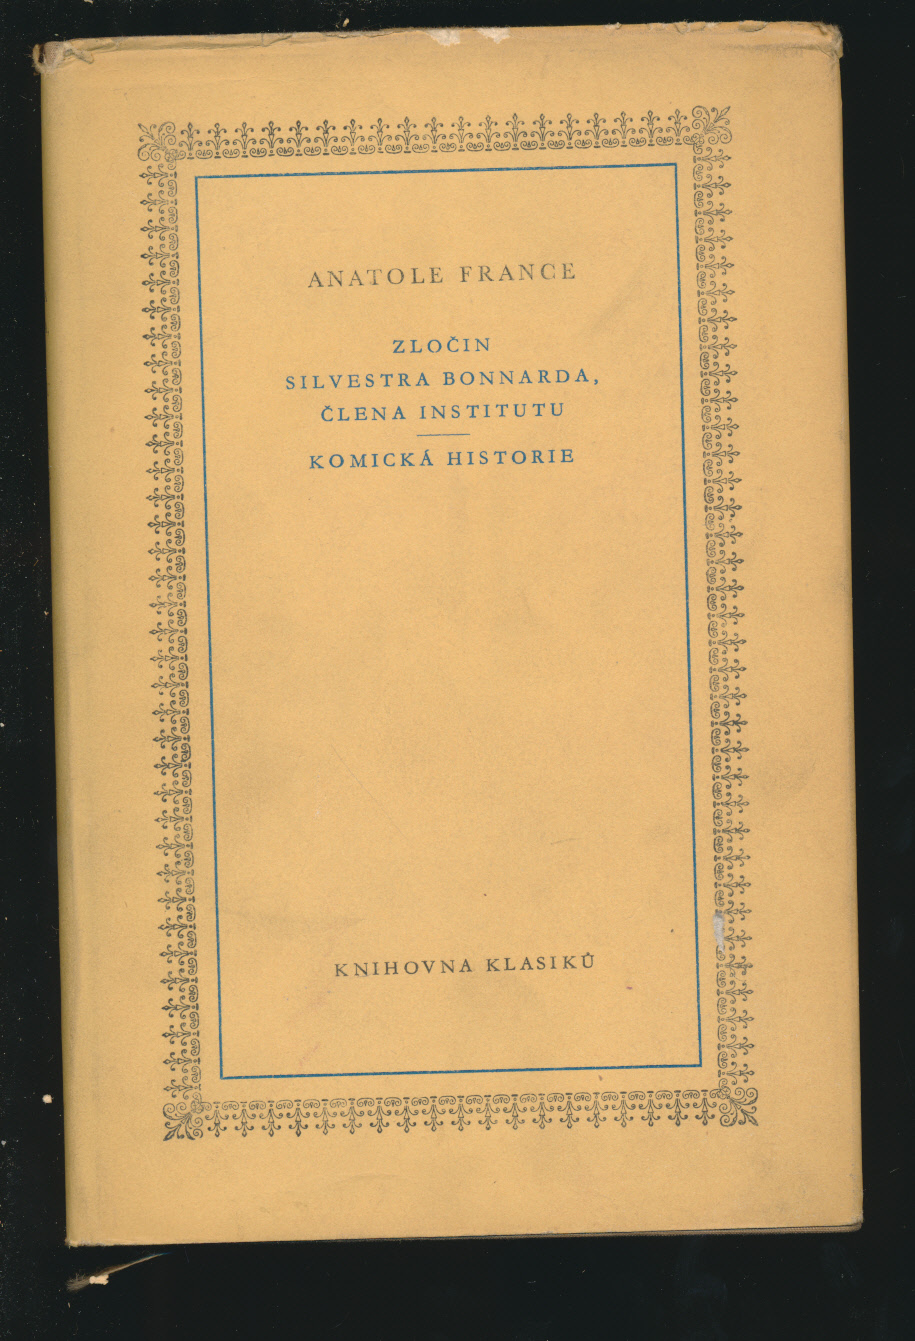 ANATOLE FRANCE
ZLOČIN
SILVESTRA BONNARDA,
ČLENA INSTITUTU
KOMICKÁ HISTORIE
KNIHOVNA KLASIKŮ